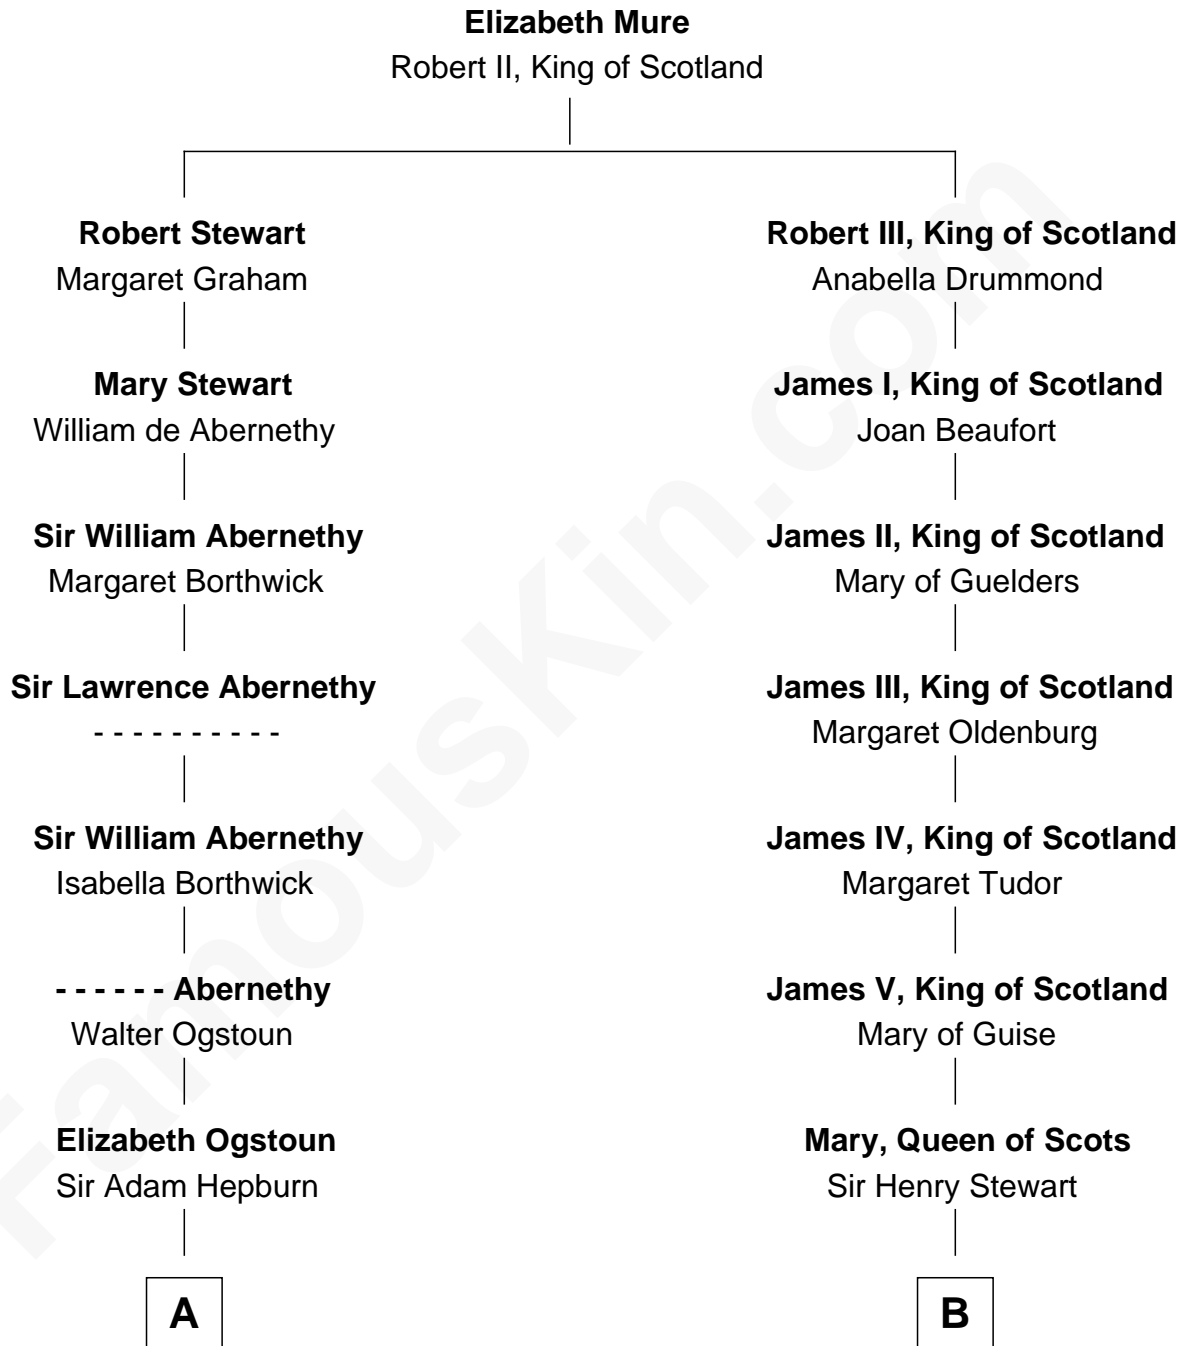 Elizabeth Mure
Robert II, King of Scotland
Robert Stewart
Margaret Graham
Mary Stewart
William de Abernethy
Sir William Abernethy
Margaret Borthwick
Sir Lawrence Abernethy
- - - - - - - - - -
Sir William Abernethy
Isabella Borthwick
- - - - - - Abernethy
Walter Ogstoun
Elizabeth Ogstoun
Sir Adam Hepburn
A
Robert III, King of Scotland
Anabella Drummond
James I, King of Scotland
Joan Beaufort
James II, King of Scotland
Mary of Guelders
James III, King of Scotland
Margaret Oldenburg
James IV, King of Scotland
Margaret Tudor
James V, King of Scotland
Mary of Guise
Mary, Queen of Scots
Sir Henry Stewart
B
FamousKin.com